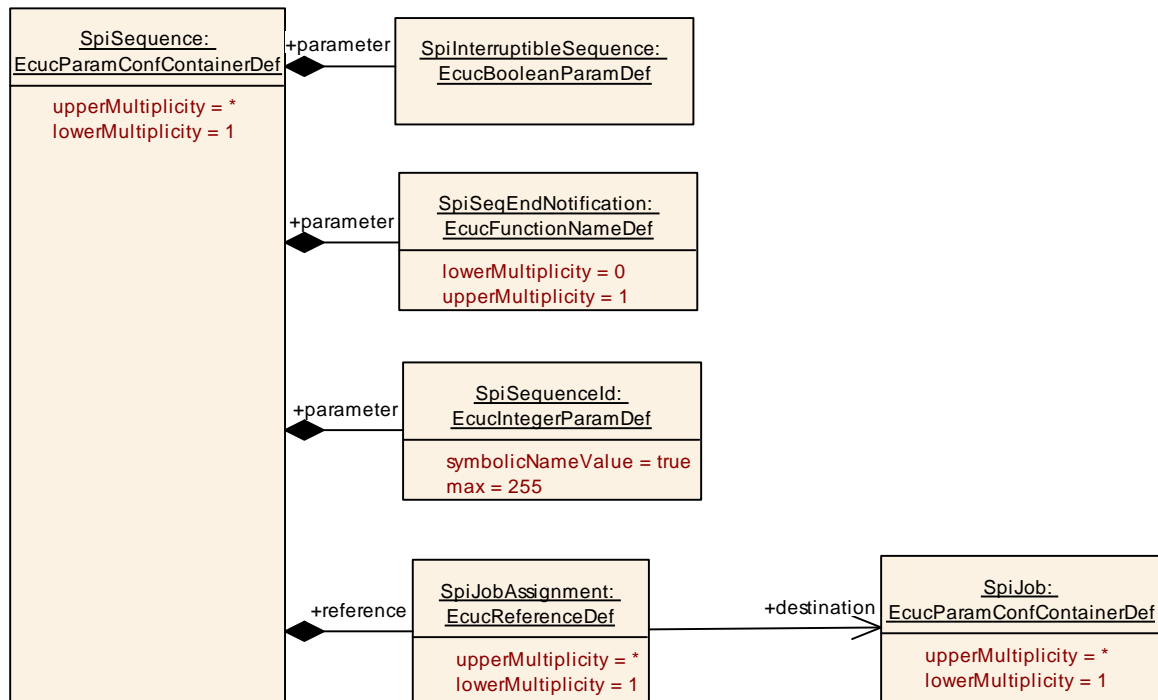 SpiSequence:
EcucParamConfContainerDef
upperMultiplicity = *
lowerMultiplicity = 1
+parameter
SpiInterruptibleSequence:
EcucBooleanParamDef
+parameter
SpiSeqEndNotification:
EcucFunctionNameDef
lowerMultiplicity = 0
upperMultiplicity = 1
+parameter
SpiSequenceId:
EcucIntegerParamDef
symbolicNameValue = true
max = 255
+reference
SpiJobAssignment:
EcucReferenceDef
upperMultiplicity = *
lowerMultiplicity = 1
+destination
SpiJob:
EcucParamConfContainerDef
upperMultiplicity = *
lowerMultiplicity = 1